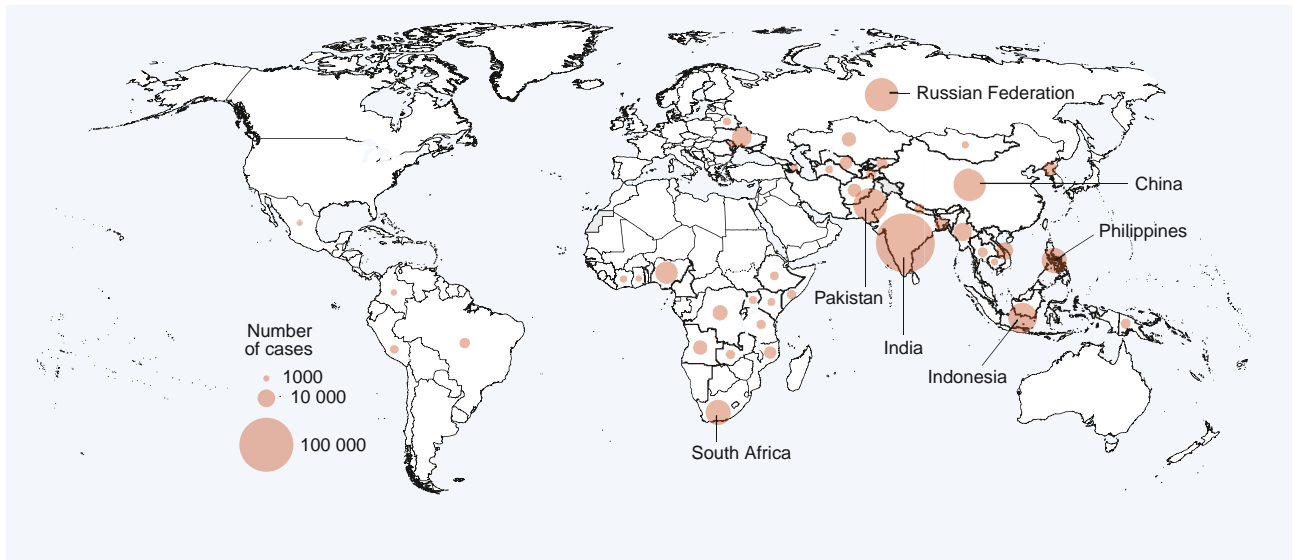 Russian Federation
China
Philippines
Pakistan
India
Indonesia
South Africa
Number
of cases
1000
10 000
100 000